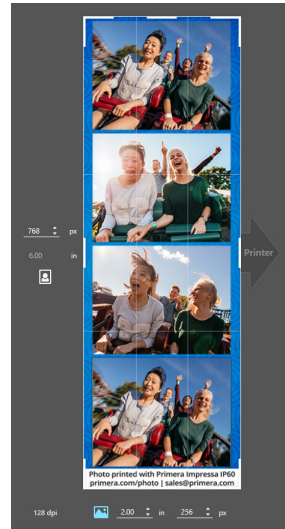 768 px
6.00 in
Printer
Photo printed with Primera Impressa IP60
primera.com/photo | sales@primera.com
128 dpi 2.00 in 256 px